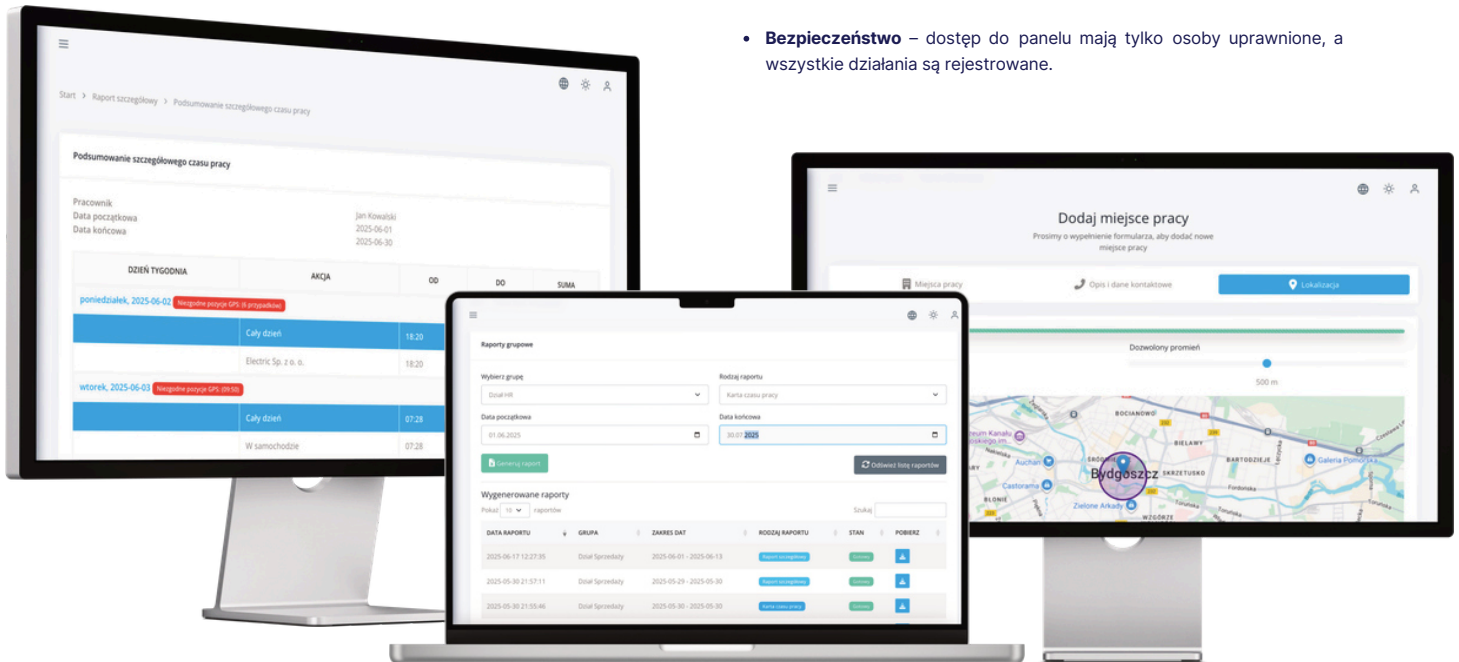 • Bezpieczeństwo – dostęp do panelu mają tylko osoby uprawnione, a
wszystkie działania są rejestrowane.
Start > Raport szczegółowy > Podsumowanie szczegółowego czasu pracy
Podsumowanie szczegółowego czasu pracy
Pracownik Jan Kowalski
Data początkowa 2025-06-01
Data końcowa 2025-06-30
DZIEŃ TYGODNIA AKCJA OD DO SUMA
poniedziałek, 2025-06-02 Niezgodne pozycje GPS: (6 przypadków)
Cały dzień 18:20
Electric Sp. z o. o. 18:20
wtorek, 2025-06-03 Niezgodne pozycje GPS: (09:50)
Cały dzień 07:28
W samochodzie 07:28
Raporty grupowe
Wybierz grupę Rodzaj raportu
Dział HR Karta czasu pracy
Data początkowa Data końcowa
01.06.2025 30.07.2025
Generuj raport Odśwież listę raportów
Wygenerowane raporty
Pokaż 10 raportów Szukaj
DATA RAPORTU GRUPA ZAKRES DAT RODZAJ RAPORTU STAN POBIERZ
2025-06-17 12:27:35 Dział Sprzedaży 2025-06-01 - 2025-06-13 Raport szczegółowy Gotowy
2025-05-30 21:57:11 Dział Sprzedaży 2025-05-29 - 2025-05-30 Raport szczegółowy Gotowy
2025-05-30 21:55:46 Dział Sprzedaży 2025-05-30 - 2025-05-30 Karta czasu pracy Gotowy
Dodaj miejsce pracy
Prosimy o wypełnienie formularza, aby dodać nowe
miejsce pracy
Miejsca pracy Opis i dane kontaktowe Lokalizacja
Dozwolony promień
500 m
BOCIANOWO
BIELAWY
Auchan
BARTODZIEJE
Galeria Pomorska
Bydgoszcz
SKRZETUSKO
Castorama
Fordońska
BŁONIE
Zielone Arkady
Toruńska
WZGÓRZE